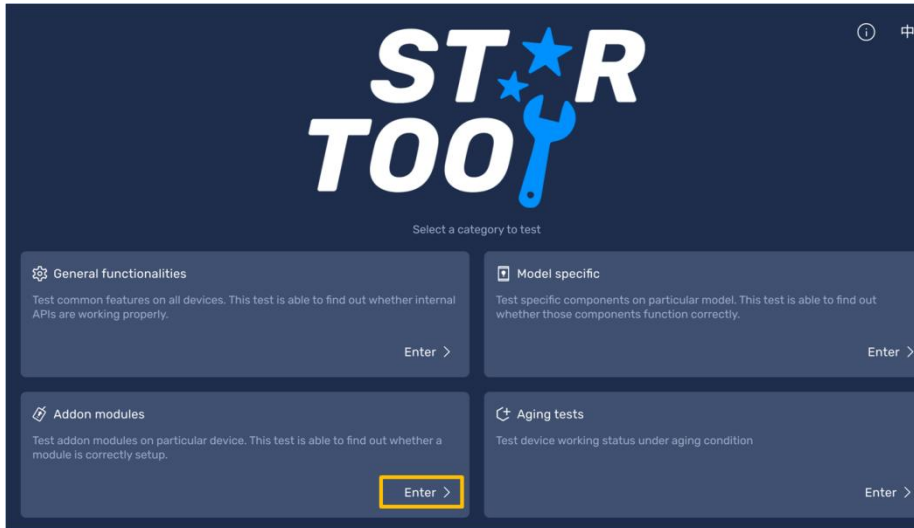 STAR
TOOL
中
Select a category to test
General functionalities
Test common features on all devices. This test is able to find out whether internal
APIs are working properly.
Enter >
Model specific
Test specific components on particular model. This test is able to find out
whether those components function correctly.
Enter >
Addon modules
Test addon modules on particular device. This test is able to find out whether a
module is correctly setup.
Enter >
Aging tests
Test device working status under aging condition
Enter >